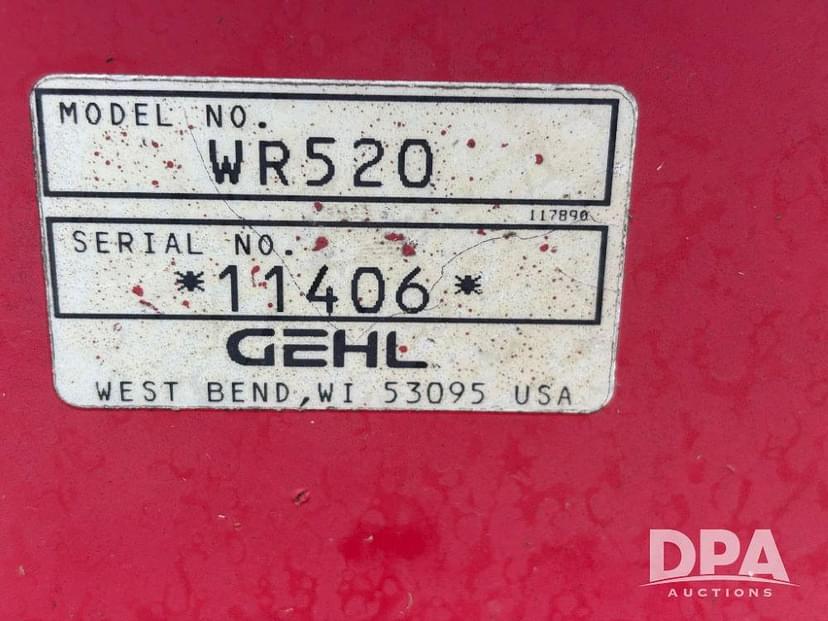 MODEL NO.
WR520
117890
SERIAL NO.
*11406*
GEHL
WEST BEND, WI 53095 USA
DPA
AUCTIONS